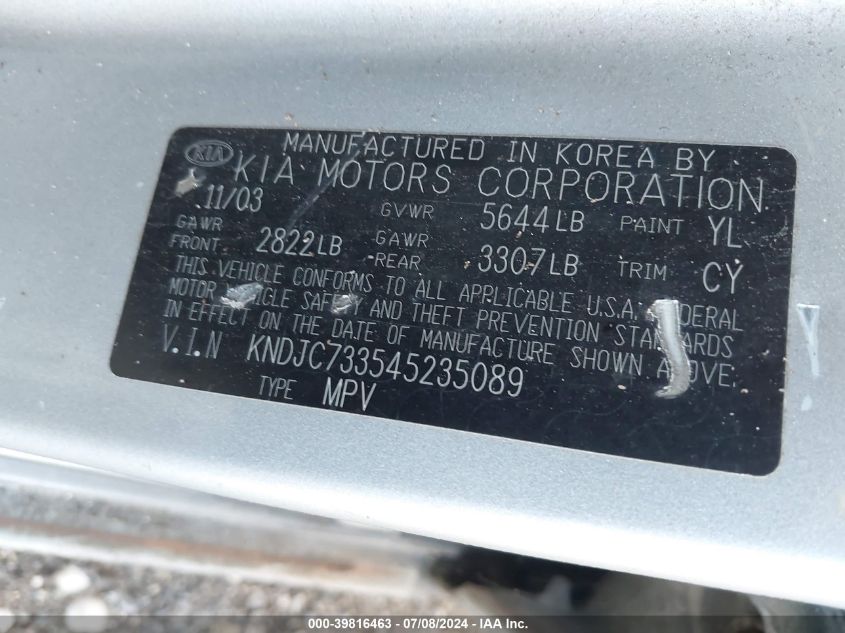 KIA
MANUFACTURED IN KOREA BY
KIA MOTORS CORPORATION
11/03 GVWR 5644LB PAINT YL
GAWR FRONT 2822LB GAWR REAR 3307LB TRIM CY
THIS VEHICLE CONFORMS TO ALL APPLICABLE U.S.A. FEDERAL
MOTOR VEHICLE SAFETY AND THEFT PREVENTION STANDARDS
IN EFFECT ON THE DATE OF MANUFACTURE SHOWN ABOVE.
V.I.N KNDJC733545235089
TYPE MPV
000-39816463 - 07/08/2024 - IAA Inc.